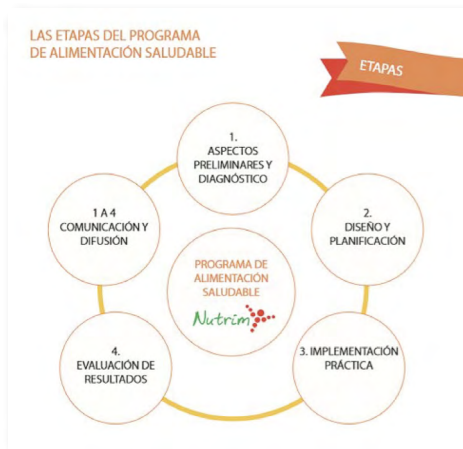 LAS ETAPAS DEL PROGRAMA
DE ALIMENTACIÓN SALUDABLE
ETAPAS
1.
ASPECTOS
PRELIMINARES Y
DIAGNÓSTICO
1 A 4
COMUNICACIÓN Y
DIFUSIÓN
2.
DISEÑO Y
PLANIFICACIÓN
PROGRAMA DE
ALIMENTACIÓN
SALUDABLE
Nutrim
4.
EVALUACIÓN DE
RESULTADOS
3. IMPLEMENTACIÓN
PRÁCTICA